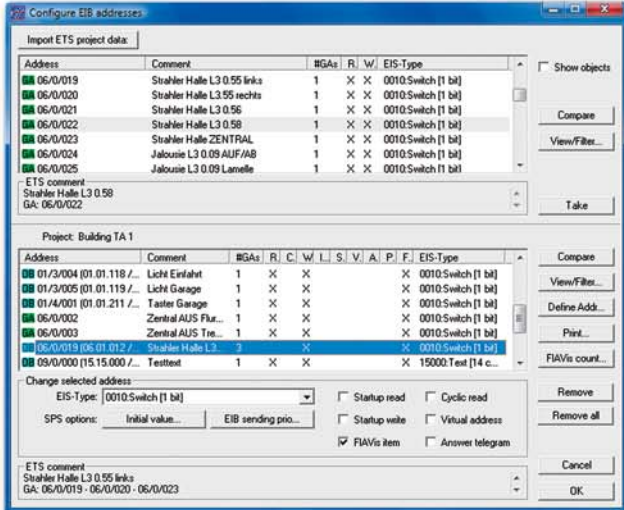 Configure EIB addresses
Import ETS project data:
Address Comment #GAs R. W. EIS-Type
GA 06/0/019 Strahler Halle L3 0.55 links 1 X X 0010:Switch [1 bit]
GA 06/0/020 Strahler L3.55 rechts 1 X X 0010:Switch [1 bit]
GA 06/0/021 Strahler Halle L3 0.56 1 X X 0010:Switch [1 bit]
GA 06/0/022 Strahler Halle L3 0.58 1 X X 0010:Switch [1 bit]
GA 06/0/023 Strahler Halle ZENTRAL 1 X X 0010:Switch [1 bit]
GA 06/0/024 Jalousie L3 0.09 AUF/AB 1 X X 0010:Switch [1 bit]
GA 06/0/025 Jalousie L3 0.09 Lamelle 1 X X 0010:Switch [1 bit]
Show objects
Compare
View/Filter...
ETS comment
Strahler Halle L3 0.58
GA: 06/0/022
Take
Project: Building TA 1
Address Comment #GAs R. C. W. I... S. V. A. P. F. EIS-Type
OB 01/3/004 (01.01.118 /... Licht Einfahrt 1 X X X 0010:Switch [1 bit]
OB 01/3/005 (01.01.119 /... Licht Garage 1 X X X 0010:Switch [1 bit]
OB 01/4/001 (01.01.211 /... Taster Garage 1 X X X 0010:Switch [1 bit]
GA 06/0/002 Zentral AUS Flur... 1 X X X 0010:Switch [1 bit]
GA 06/0/003 Zentral AUS Tre... 1 X X X 0010:Switch [1 bit]
OB 06/0/019 (06.01.012 /... Strahler Halle L3... 3 X X 0010:Switch [1 bit]
OB 09/0/000 (15.15.000 /... Testtext 1 X X X 15000:Text [14 c...
Compare
View/Filter...
Define Addr...
Print...
FIAVis count...
Change selected address
EIS-Type: 0010:Switch [1 bit]
SPS options: Initial value... EIB sending prio...
Startup read Cyclic read
Startup write Virtual address
FIAVis item Answer telegram
Remove
Remove all
ETS comment
Strahler Halle L3 0.55 links
GA: 06/0/019 - 06/0/020 - 06/0/023
Cancel
OK